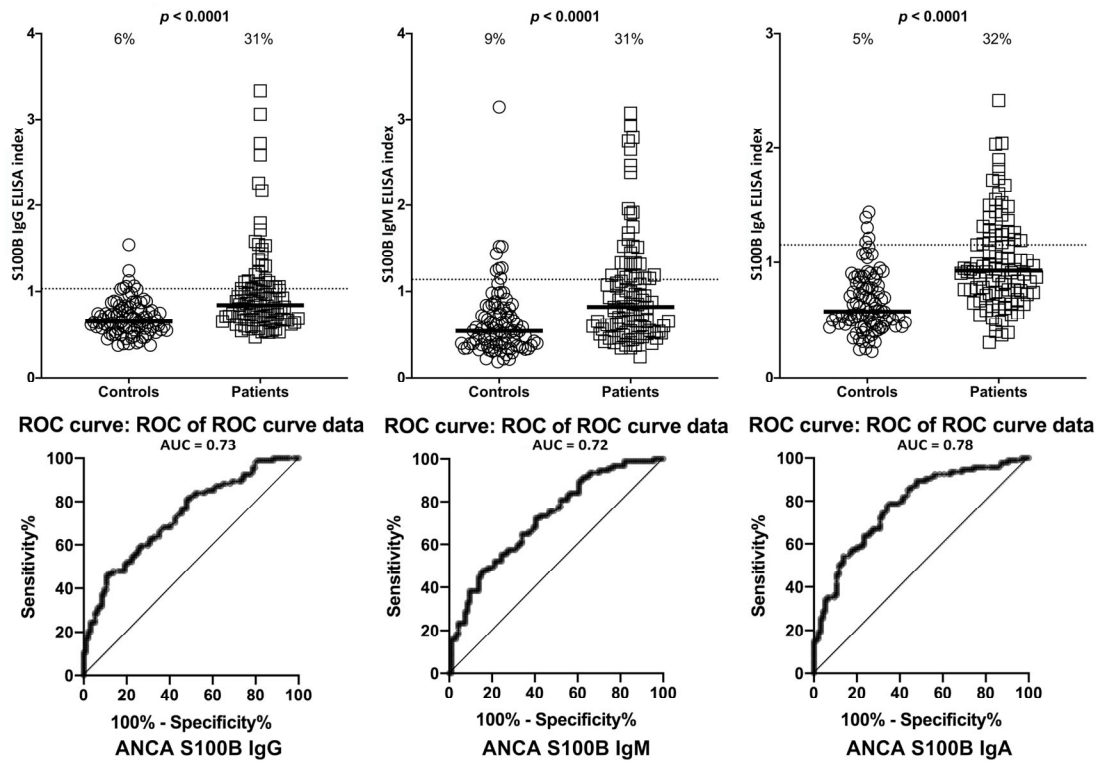 p < 0.0001
6% 31%
4
3
2
1
0
S100B IgG ELISA index
Controls Patients
p < 0.0001
9% 31%
4
3
2
1
0
S100B IgM ELISA index
Controls Patients
p < 0.0001
5% 32%
3
2
1
0
S100B IgA ELISA index
Controls Patients
ROC curve: ROC of ROC curve data
AUC = 0.73
100
80
60
40
20
0
Sensitivity%
0 20 40 60 80 100
100% - Specificity%
ANCA S100B IgG
ROC curve: ROC of ROC curve data
AUC = 0.72
100
80
60
40
20
0
Sensitivity%
0 20 40 60 80 100
100% - Specificity%
ANCA S100B IgM
ROC curve: ROC of ROC curve data
AUC = 0.78
100
80
60
40
20
0
Sensitivity%
0 20 40 60 80 100
100% - Specificity%
ANCA S100B IgA